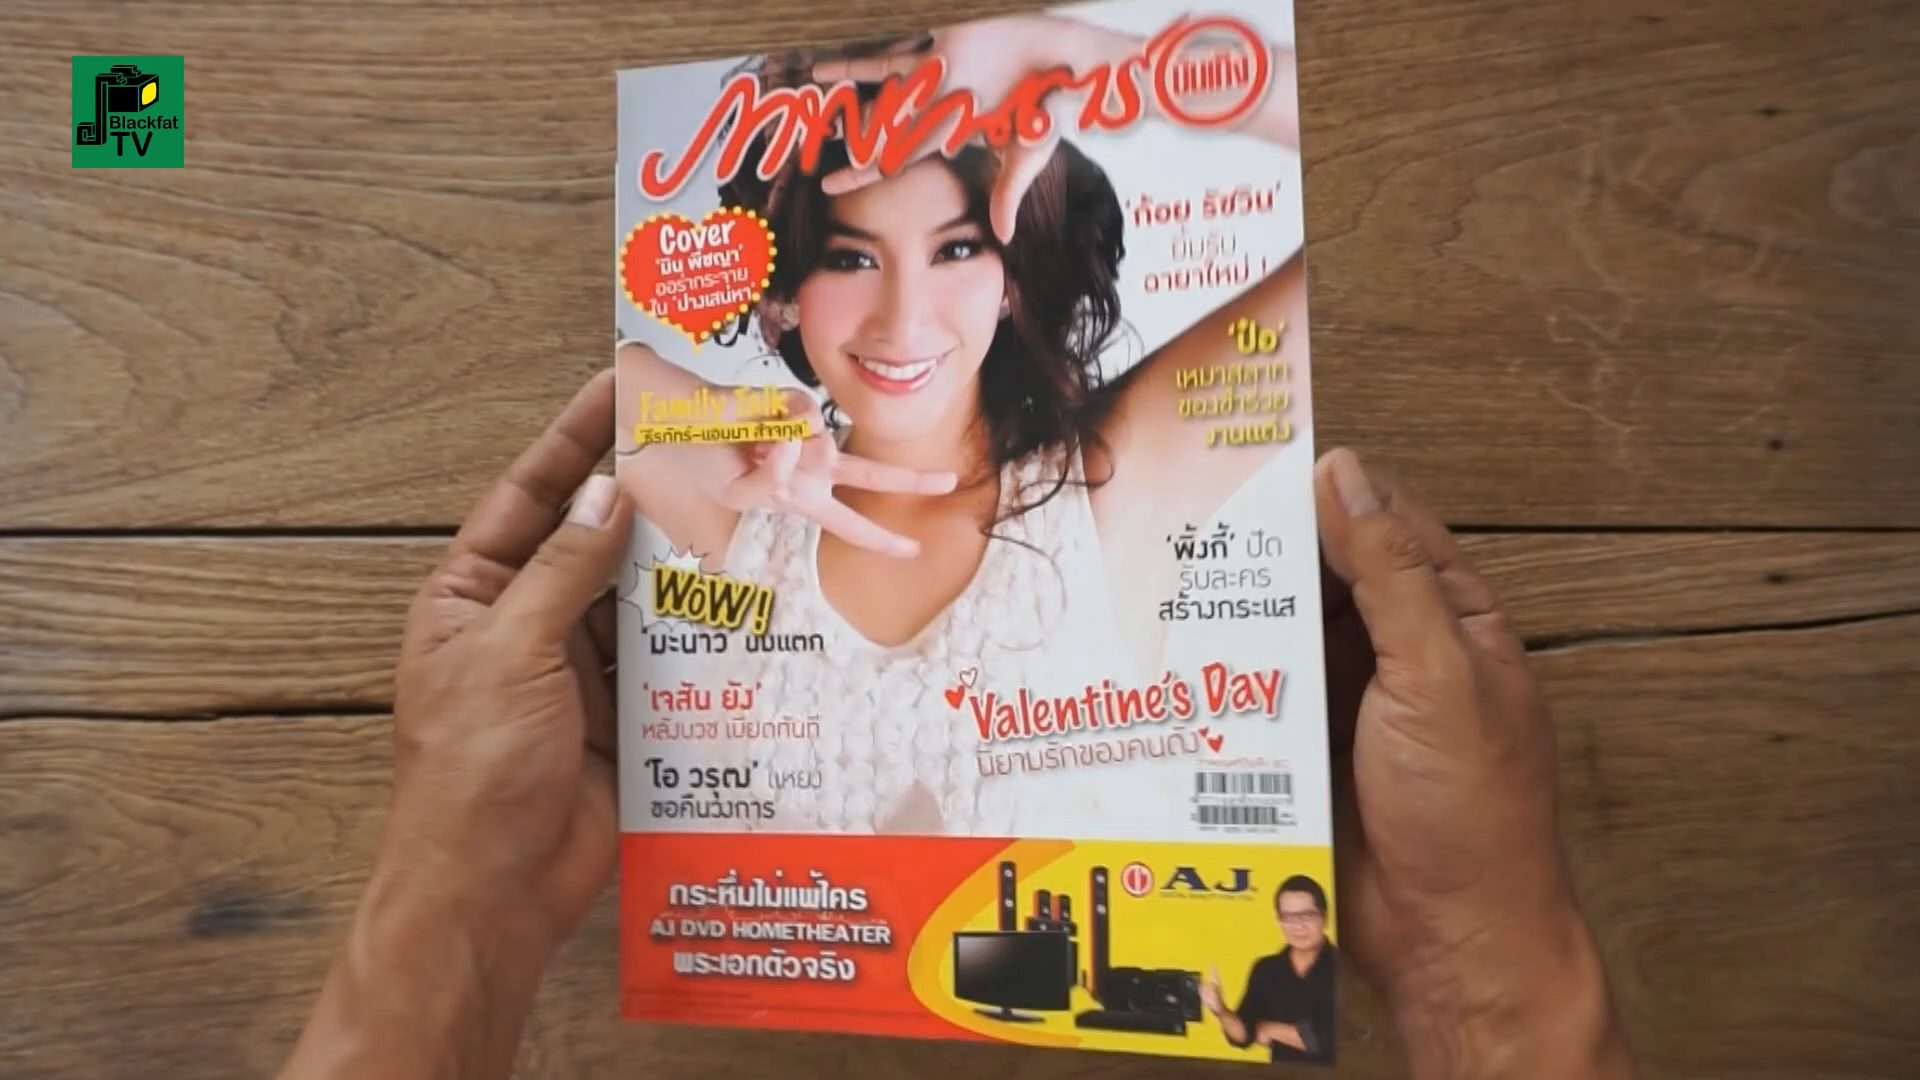 Blackfat
TV
ภาพยนตร์
บันเทิง
Cover
'มิน พีชญา'
ออร่ากระจาย
ใน 'ปางเสน่หา'
'ก้อย รัชวิน'
ยิ้มรับ
ฉายาใหม่ !
'ป๋อ'
เหมาสลาก
ของชำร่วย
งานแต่ง
Family Talk
'ธีรภัทร์-แอนนา สัจจกุล'
'พิ้งกี้' ปัด
รับละคร
สร้างกระแส
WOW!
'มะนาว' นมแตก
'เจสัน ยัง'
หลังบวช เบียดทันที
'โอ วรุฒ' แหยง
ขอคืนวงการ
Valentine's Day
นิยามรักของคนดัง
กระหึ่มไม่แพ้ใคร
AJ DVD HOMETHEATER
พระเอกตัวจริง
AJ